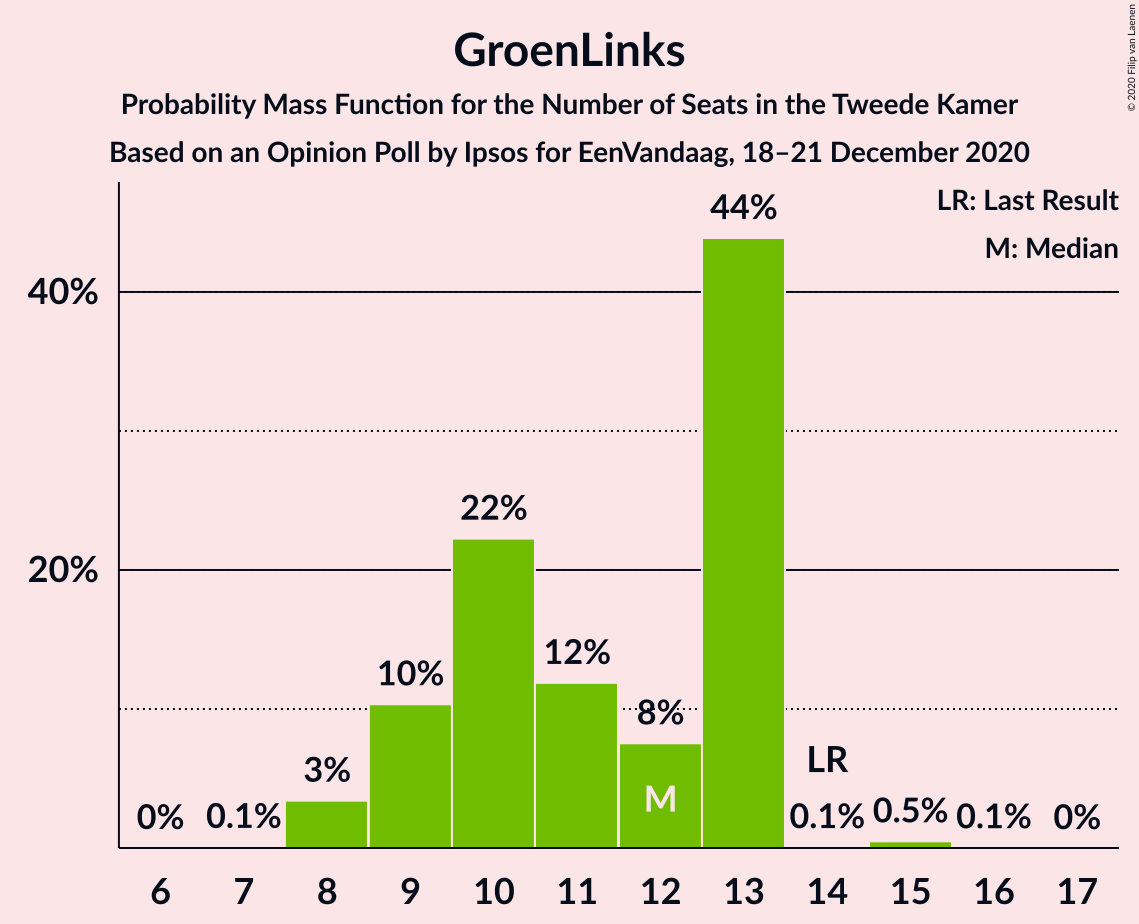 GroenLinks
Probability Mass Function for the Number of Seats in the Tweede Kamer
Based on an Opinion Poll by Ipsos for EenVandaag, 18–21 December 2020
© 2020 Filip van Laenen
LR: Last Result
M: Median
44%
40%
22%
20%
12%
10%
8%
3%
LR
M
0%
0.1%
0.1%
0.5%
0.1%
0%
6 7 8 9 10 11 12 13 14 15 16 17